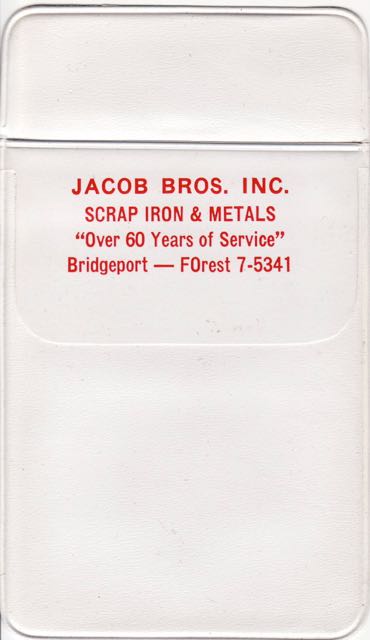 JACOB BROS. INC.
SCRAP IRON & METALS
“Over 60 Years of Service”
Bridgeport — FOrest 7-5341